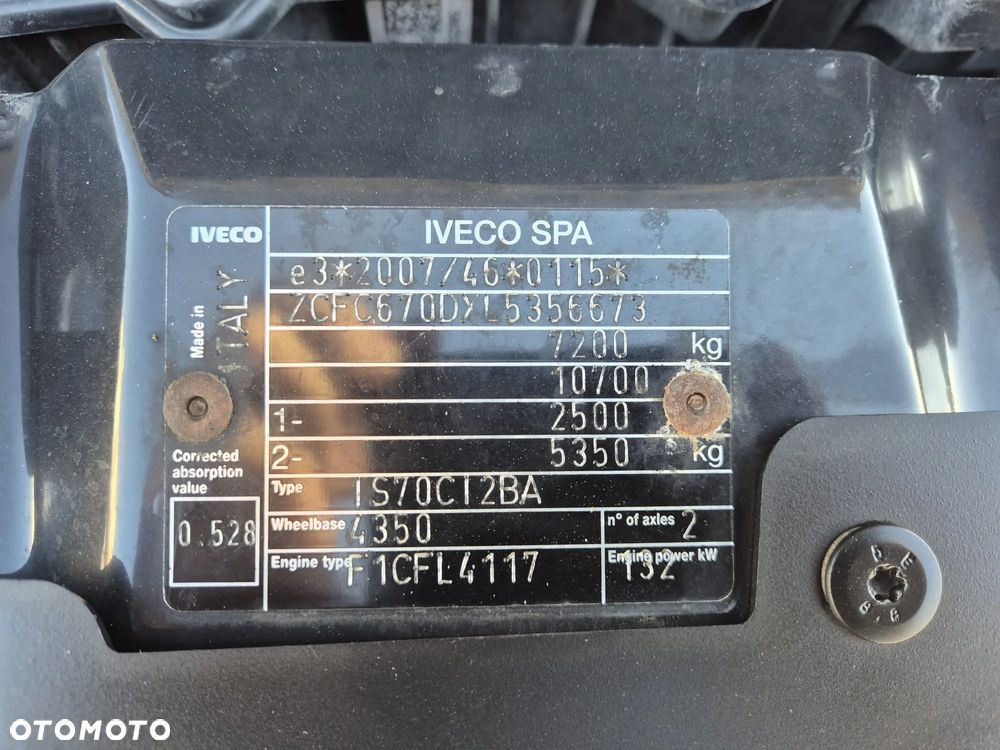 IVECO
IVECO SPA
Made in
ITALY
e3*2007/46*0115*
ZCFC670DXL5356673
7200 kg
10700
1- 2500
2- 5350 kg
Corrected
absorption
value
0.528
Type IS70CI2BA
Wheelbase 4350
n° of axles 2
Engine type F1CFL4117
Engine power kW
132
OTOMOTO